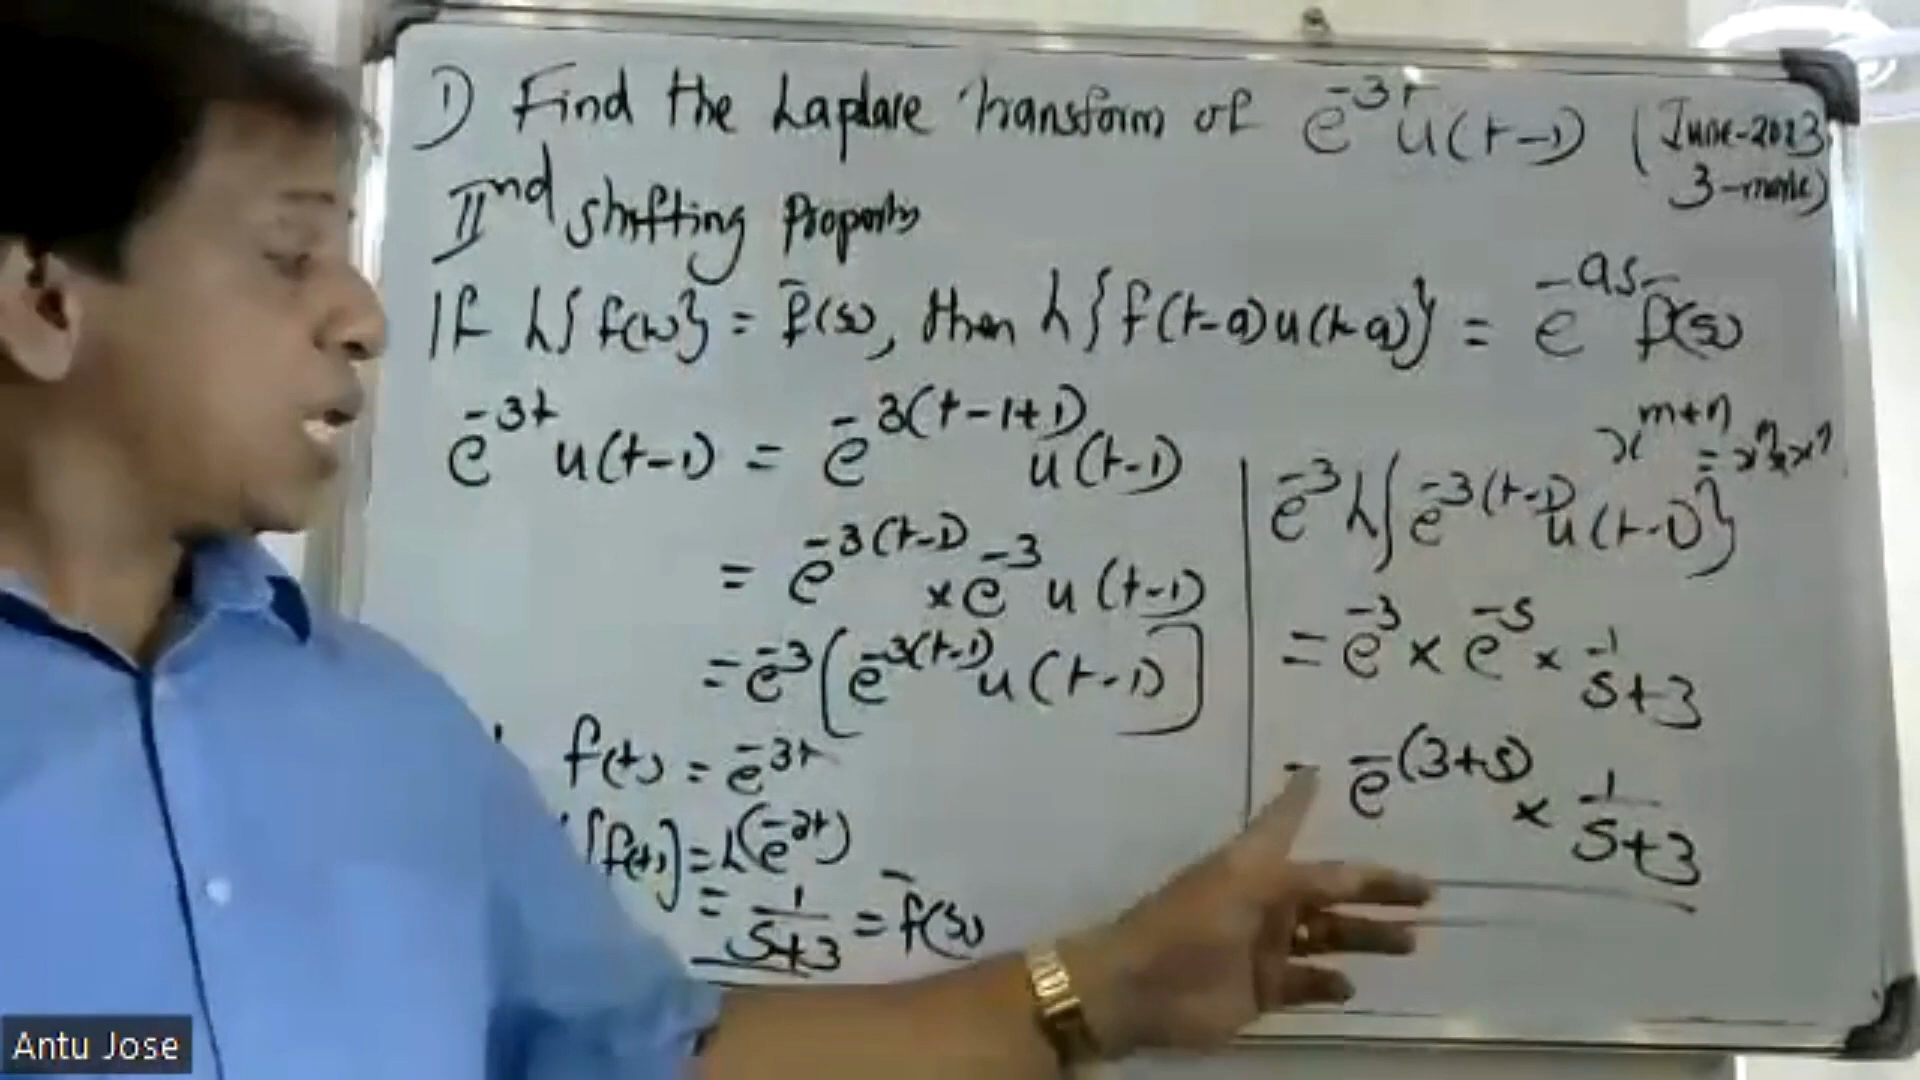 1) Find the Laplace transform of e^-3t u(t-1) (June-2023
3-mark)
IInd shifting Property
If L{f(t)} = f̄(s), then L{f(t-a)u(t-a)} = e^-as f̄(s)
e^-3t u(t-1) = e^-3(t-1+1) u(t-1)
= e^-3(t-1) × e^-3 u(t-1)
= e^-3 [e^-3(t-1) u(t-1)]
f(t) = e^-3t
{f(t)} = L(e^-3t)
= 1/s+3 = f̄(s)
x^m+n
= x^m x^n
e^-3 L{e^-3(t-1) u(t-1)}
= e^-3 × e^-s × 1/s+3
= e^-(3+s) × 1/s+3
Antu Jose